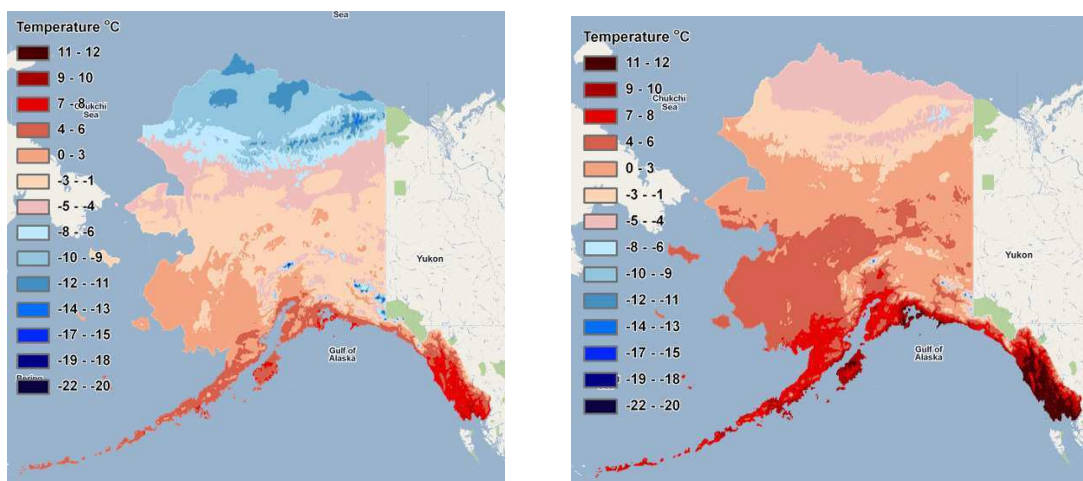 Sea
Temperature °C
11 - 12
9 - 10
7 - 8
ukchi
Sea
4 - 6
0 - 3
-3 - -1
-5 - -4
-8 - -6
-10 - -9
-12 - -11
-14 - -13
-17 - -15
-19 - -18
-22 - -20
Yukon
Gulf of
Alaska
Temperature °C
11 - 12
9 - 10
Chukchi
Sea
7 - 8
4 - 6
0 - 3
-3 - -1
-5 - -4
-8 - -6
-10 - -9
-12 - -11
-14 - -13
-17 - -15
-19 - -18
-22 - -20
Yukon
Gulf of
Alaska